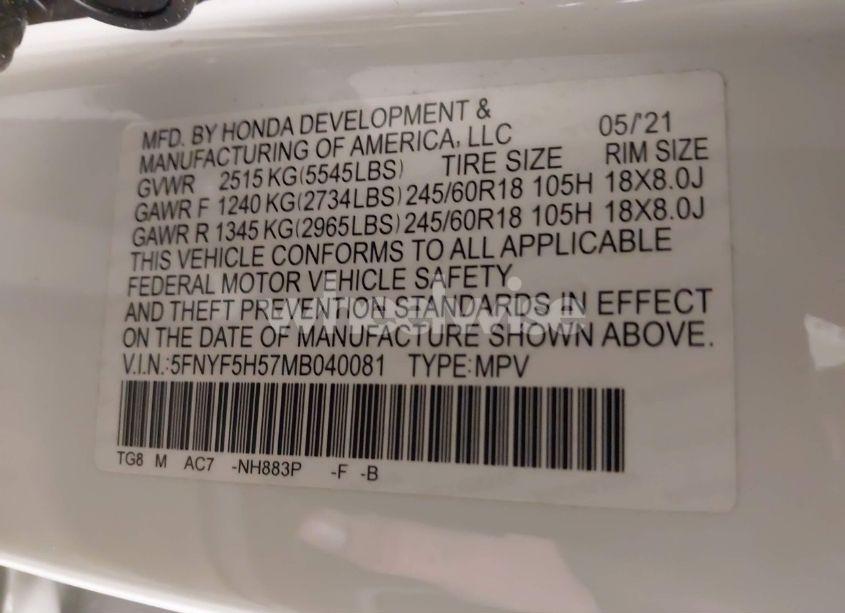 MFD. BY HONDA DEVELOPMENT & 
MANUFACTURING OF AMERICA, LLC 05/'21
GVWR 2515 KG(5545LBS) TIRE SIZE RIM SIZE
GAWR F 1240 KG(2734LBS) 245/60R18 105H 18X8.0J
GAWR R 1345 KG(2965LBS) 245/60R18 105H 18X8.0J
THIS VEHICLE CONFORMS TO ALL APPLICABLE
FEDERAL MOTOR VEHICLE SAFETY
AND THEFT PREVENTION STANDARDS IN EFFECT
ON THE DATE OF MANUFACTURE SHOWN ABOVE.
V.I.N.:5FNYF5H57MB040081 TYPE:MPV
TG8 M AC7 -NH883P -F -B